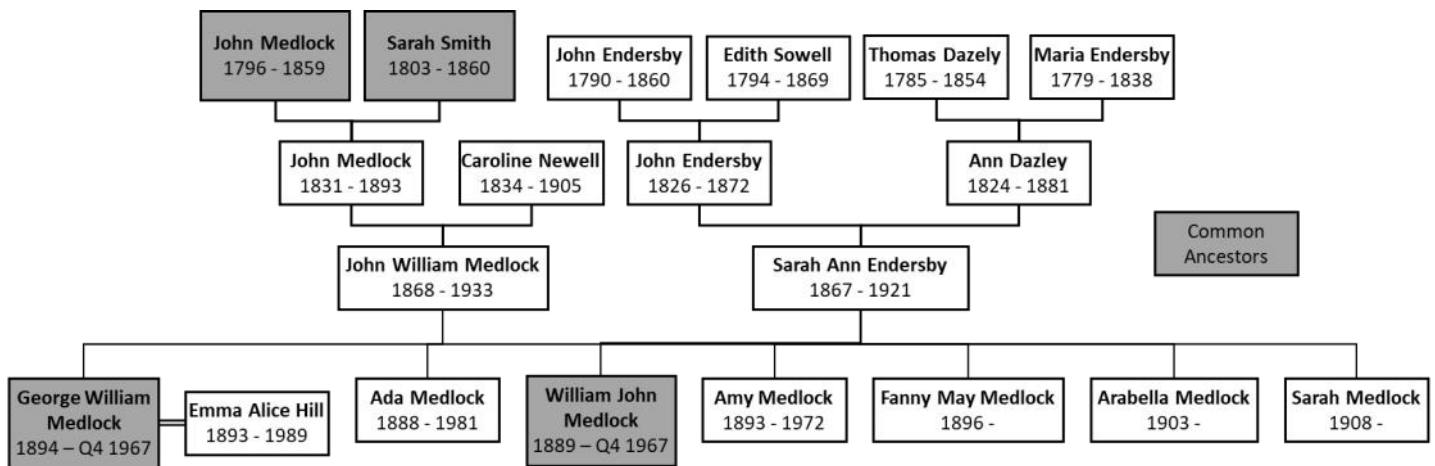 John Medlock
1796 - 1859
Sarah Smith
1803 - 1860
John Endersby
1790 - 1860
Edith Sowell
1794 - 1869
Thomas Dazely
1785 - 1854
Maria Endersby
1779 - 1838
John Medlock
1831 - 1893
Caroline Newell
1834 - 1905
John Endersby
1826 - 1872
Ann Dazley
1824 - 1881
Common
Ancestors
John William Medlock
1868 - 1933
Sarah Ann Endersby
1867 - 1921
George William
Medlock
1894 – Q4 1967
Emma Alice Hill
1893 - 1989
Ada Medlock
1888 - 1981
William John
Medlock
1889 – Q4 1967
Amy Medlock
1893 - 1972
Fanny May Medlock
1896 -
Arabella Medlock
1903 -
Sarah Medlock
1908 -